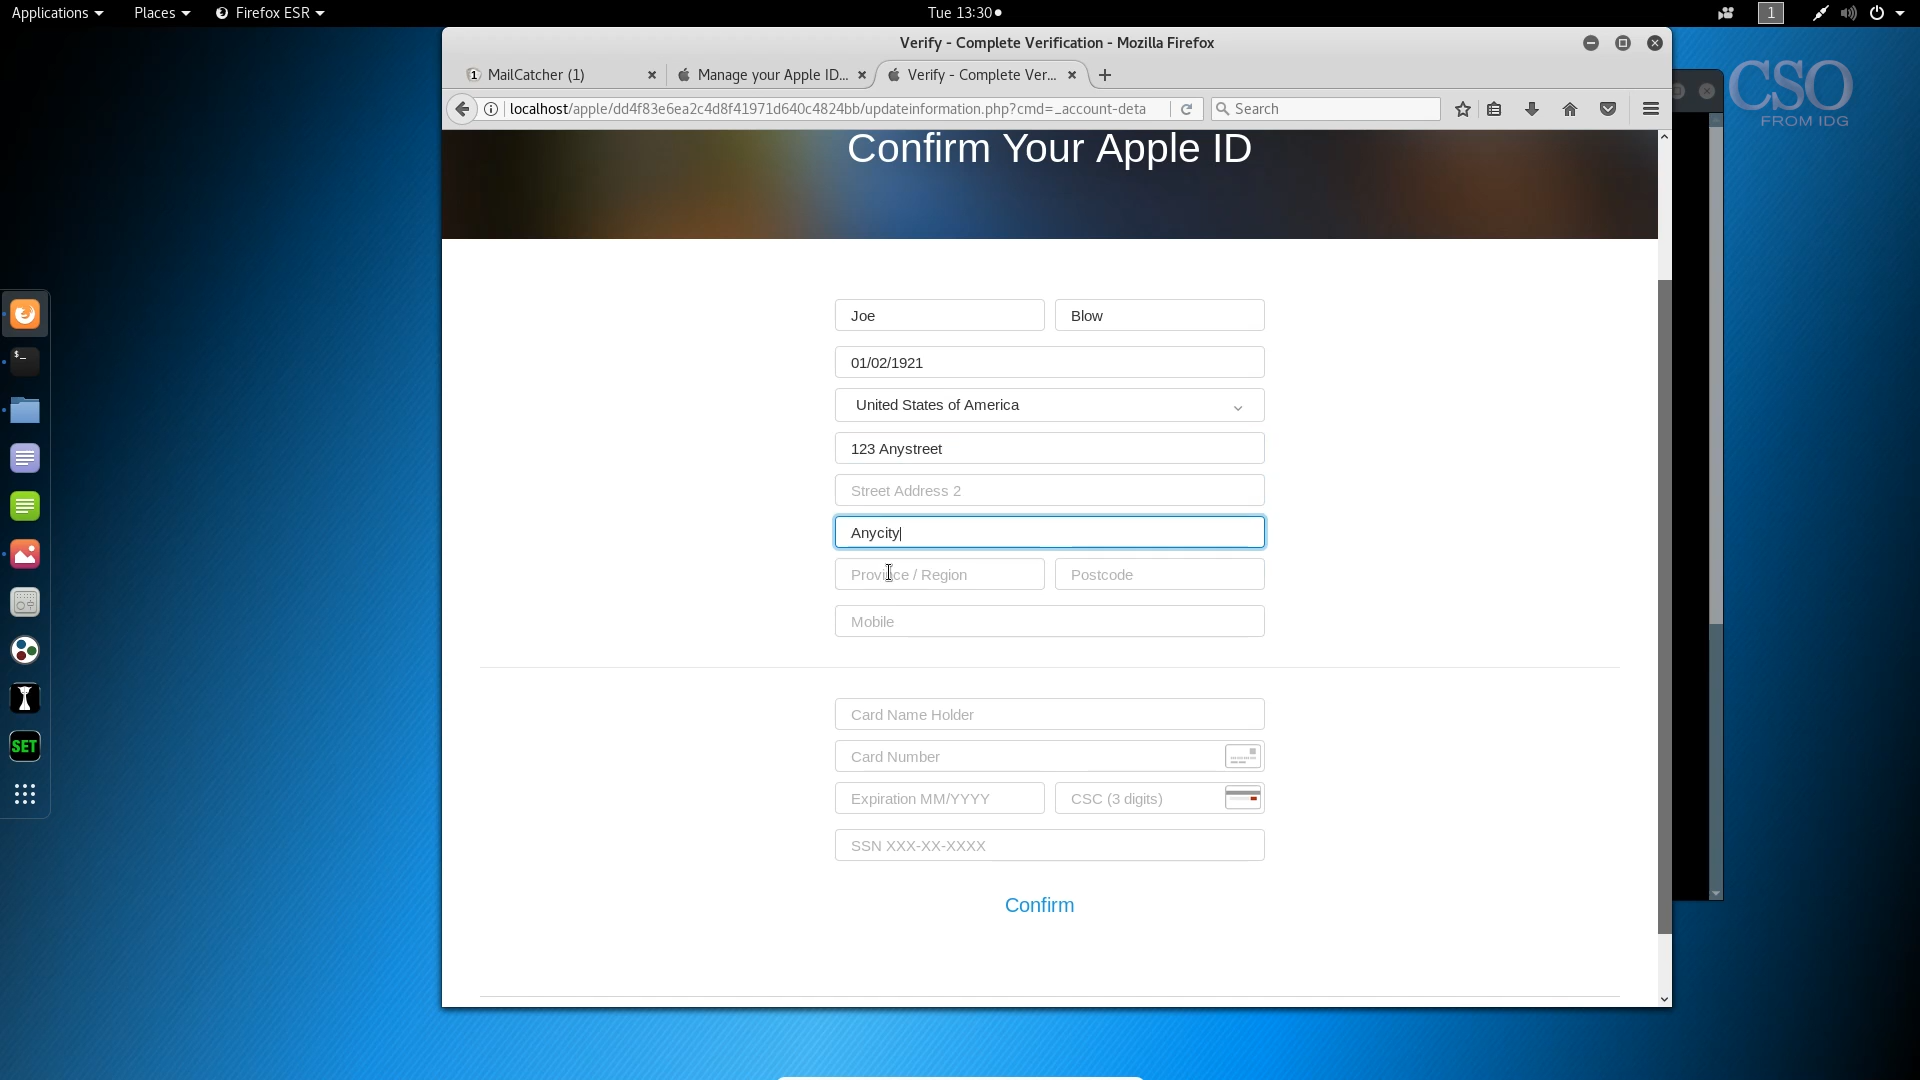 Applications Places Firefox ESR Tue 13:30 1
Verify - Complete Verification - Mozilla Firefox
1 MailCatcher (1) Manage your Apple ID... Verify - Complete Ver...
localhost/apple/dd4f83e6ea2c4d8f41971d640c4824bb/updateinformation.php?cmd=_account-deta Search
CSO
FROM IDG
Confirm Your Apple ID
Joe Blow
01/02/1921
United States of America
123 Anystreet
Street Address 2
Anycity
Province / Region Postcode
Mobile
Card Name Holder
Card Number
Expiration MM/YYYY CSC (3 digits)
SSN XXX-XX-XXXX
Confirm
$_
SET